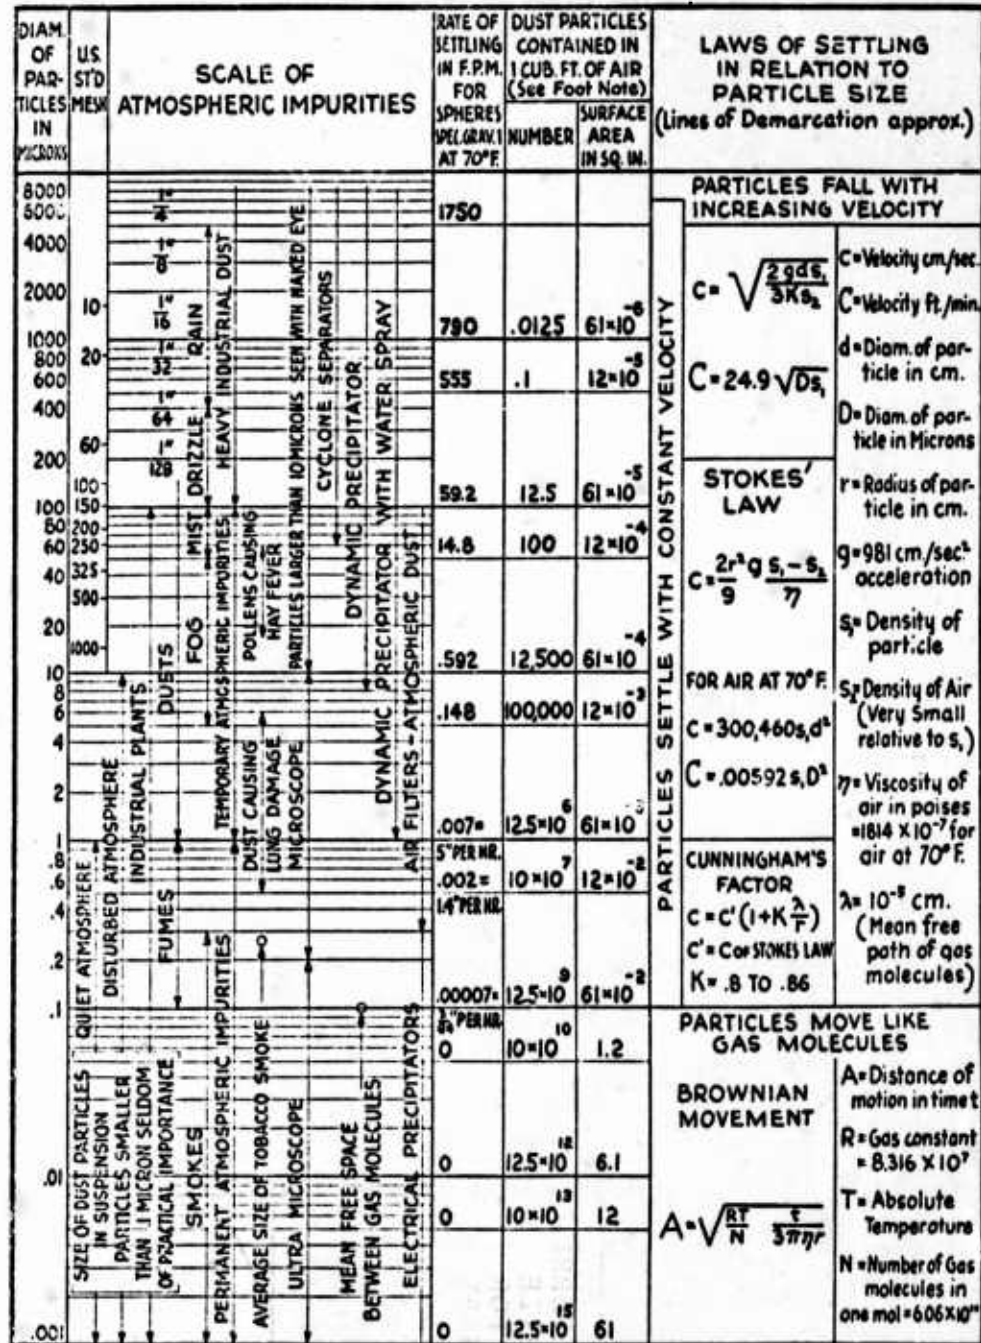 DIAM.
OF
PAR-
TICLES
IN
MICRONS
U.S.
ST'D
MESH
SCALE OF
ATMOSPHERIC IMPURITIES
RATE OF
SETTLING
IN F.P.M.
FOR
SPHERES
SPEC. GRAV. 1
AT 70°F.
DUST PARTICLES
CONTAINED IN
1 CUB. FT. OF AIR
(See Foot Note)
NUMBER
SURFACE
AREA
IN SQ. IN.
LAWS OF SETTLING
IN RELATION TO
PARTICLE SIZE
(Lines of Demarcation approx.)
8000
6000
4000
2000
1000
800
600
400
200
100
80
60
40
20
10
8
6
4
2
1
.8
.6
.4
.2
.1
.01
.001
10
20
60
100
150
200
250
325
500
1000
1"
4
1"
8
1"
16
1"
32
1"
64
1"
128
RAIN
DRIZZLE
MIST
FOG
HEAVY INDUSTRIAL DUST
DUSTS
FUMES
SMOKES
INDUSTRIAL PLANTS
DISTURBED ATMOSPHERE
QUIET ATMOSPHERE
SIZE OF DUST PARTICLES
IN SUSPENSION
PARTICLES SMALLER
THAN .1 MICRON SELDOM
OF PRACTICAL IMPORTANCE
TEMPORARY ATMOSPHERIC IMPURITIES
PERMANENT ATMOSPHERIC IMPURITIES
POLLENS CAUSING
HAY FEVER
DUST CAUSING
LUNG DAMAGE
AVERAGE SIZE OF TOBACCO SMOKE
PARTICLES LARGER THAN 10 MICRONS SEEN WITH NAKED EYE
MICROSCOPE
ULTRA MICROSCOPE
CYCLONE SEPARATORS
DYNAMIC PRECIPITATOR
MEAN FREE SPACE
BETWEEN GAS MOLECULES
DYNAMIC PRECIPITATOR WITH WATER SPRAY
AIR FILTERS-ATMOSPHERIC DUST
ELECTRICAL PRECIPITATORS
1750
790 .0125 61×10⁻⁶
555 .1 12×10⁻⁵
59.2 12.5 61×10⁻⁵
14.8 100 12×10⁻⁴
.592 12,500 61×10⁻⁴
.148 100,000 12×10⁻³
.007= 12.5×10⁶ 61×10
5" PER HR.
.002= 10×10⁷ 12×10⁻²
1.4" PER HR.
.00007= 12.5×10⁹ 61×10⁻²
PER HR.
0 10×10¹⁰ 1.2
0 12.5×10¹² 6.1
0 10×10¹³ 12
0 12.5×10¹⁵ 61
PARTICLES FALL WITH
INCREASING VELOCITY
PARTICLES SETTLE WITH CONSTANT VELOCITY
c = √(2gds₁/3Ks₂)
C = 24.9 √Ds₁
STOKES'
LAW
c = 2r²g/9 s₁-s₂/η
FOR AIR AT 70°F.
c = 300,460s₁d²
C = .00592 s₁D²
CUNNINGHAM'S
FACTOR
c = c'(1+K λ/r)
c' = C OF STOKES LAW
K = .8 TO .86
C = Velocity cm/sec.
C = Velocity ft./min.
d = Diam. of par-
ticle in cm.
D = Diam. of par-
ticle in Microns
r = Radius of par-
ticle in cm.
g = 981 cm/sec²
acceleration
s₁ = Density of
particle
s₂ = Density of Air
(Very Small
relative to s₁)
η = Viscosity of
air in poises
= 1814 × 10⁻⁷ for
air at 70°F.
λ = 10⁻⁵ cm.
(Mean free
path of gas
molecules)
PARTICLES MOVE LIKE
GAS MOLECULES
BROWNIAN
MOVEMENT
A = √(RT/N t/3πηr)
A = Distance of
motion in time t
R = Gas constant
= 8.316 × 10⁷
T = Absolute
Temperature
N = Number of Gas
molecules in
one mol =